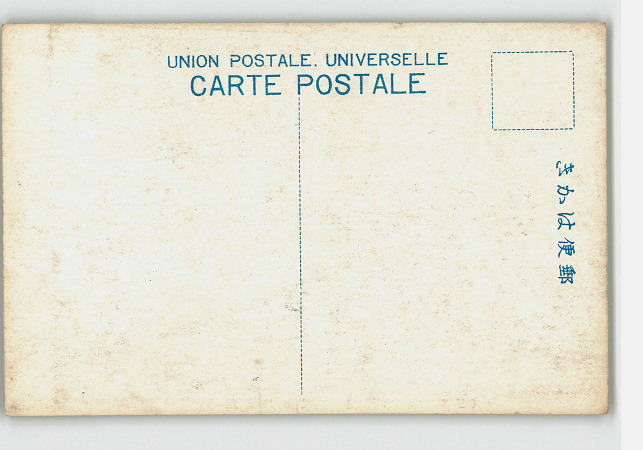 UNION POSTALE. UNIVERSELLE
CARTE POSTALE
きかは便郵